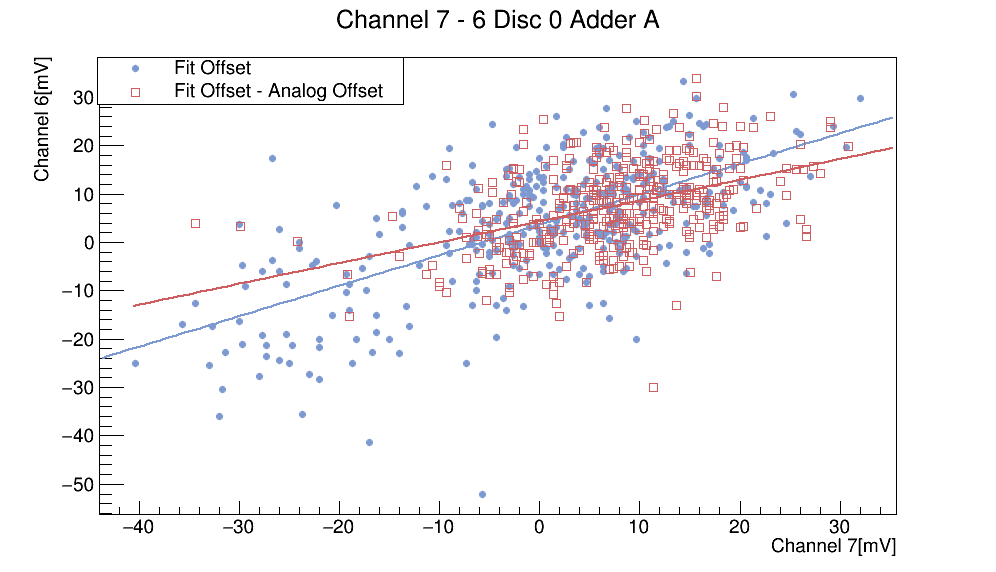 Channel 7 - 6 Disc 0 Adder A
Channel 6[mV]
Fit Offset
Fit Offset - Analog Offset
30
20
10
0
−10
−20
−30
−40
−50
−40 −30 −20 −10 0 10 20 30
Channel 7[mV]